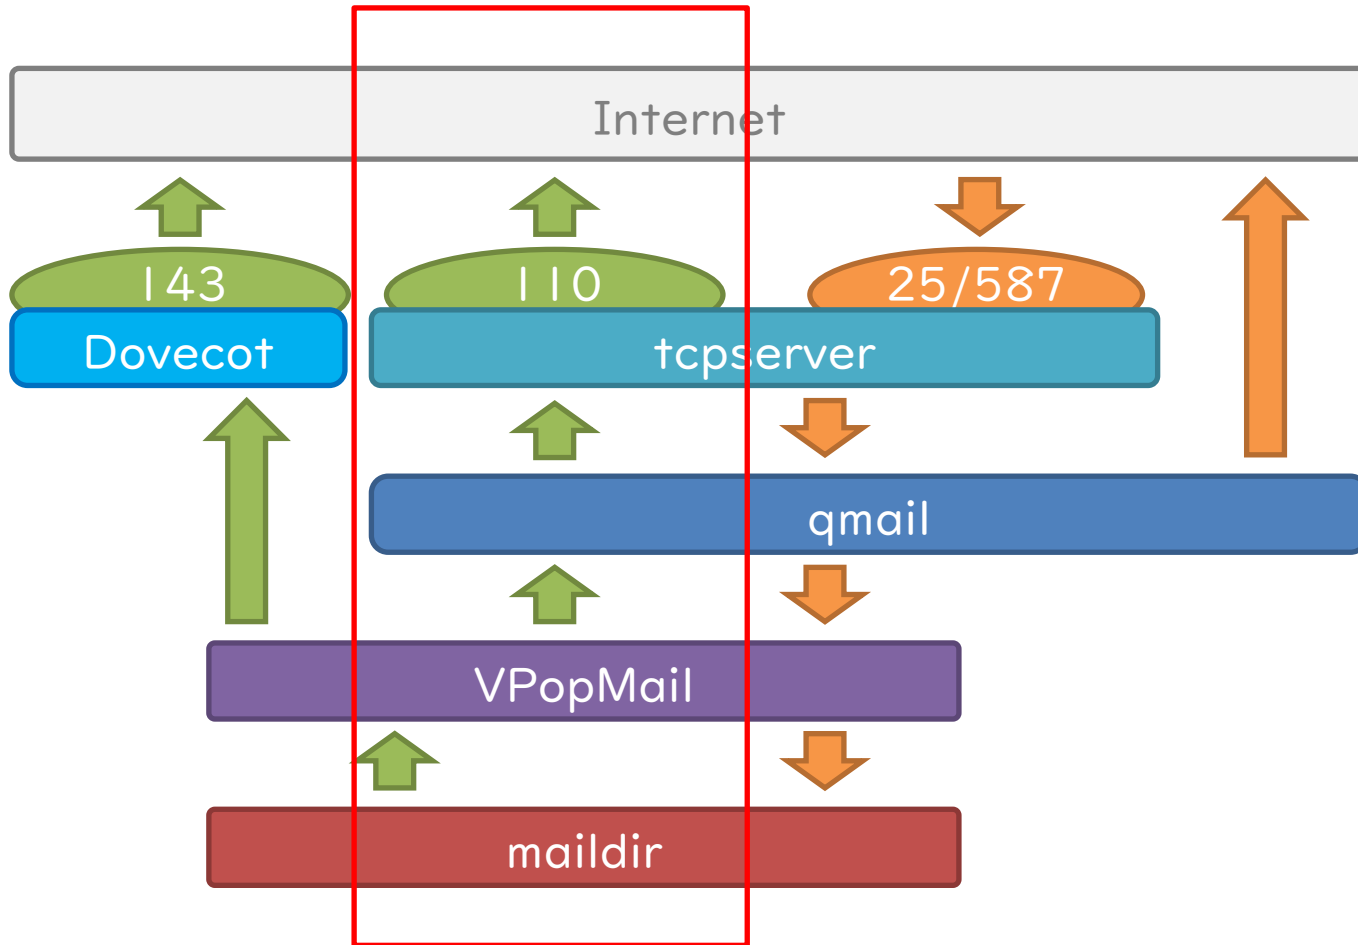 Internet
143
110
25/587
Dovecot
tcpserver
qmail
VPopMail
maildir